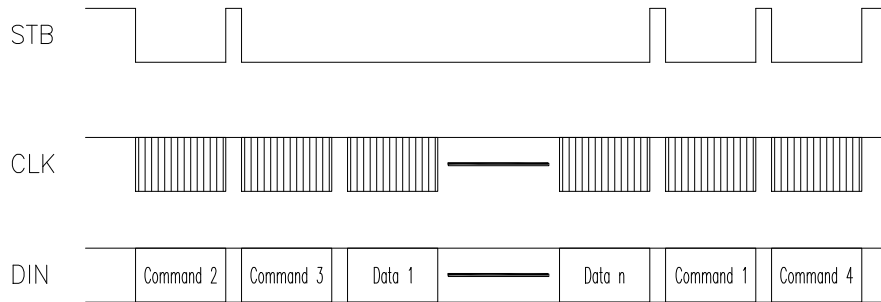 STB
CLK
DIN
Command 2
Command 3
Data 1
Data n
Command 1
Command 4